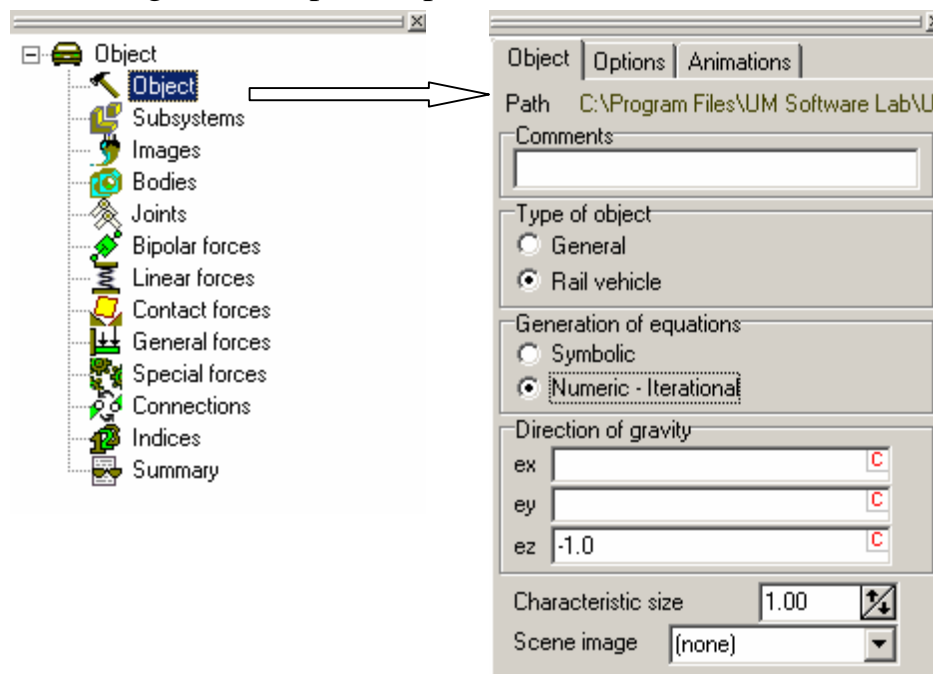 Object
Object
Subsystems
Images
Bodies
Joints
Bipolar forces
Linear forces
Contact forces
General forces
Special forces
Connections
Indices
Summary
Object Options Animations
Path C:\Program Files\UM Software Lab\U
Comments
Type of object
General
Rail vehicle
Generation of equations
Symbolic
Numeric - Iterational
Direction of gravity
ex C
ey C
ez -1.0 C
Characteristic size 1.00
Scene image (none)